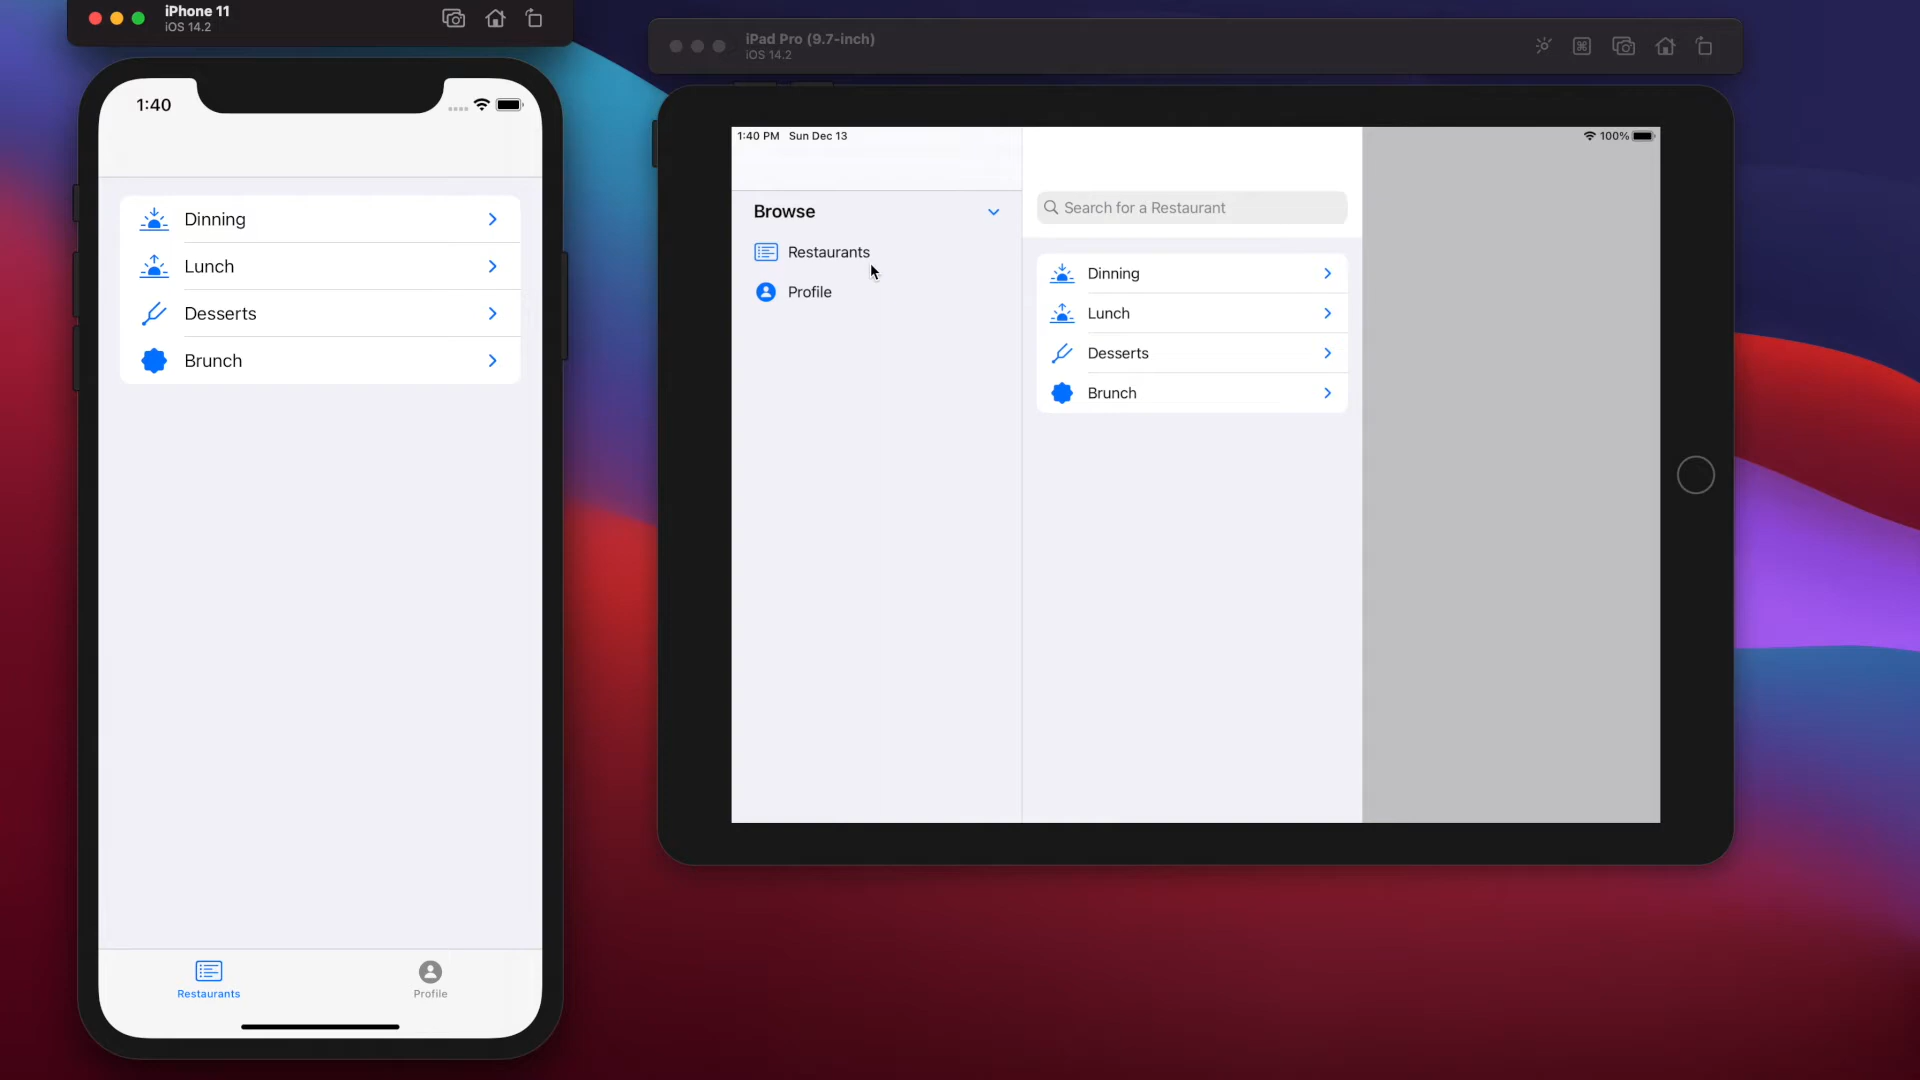 iPhone 11
iOS 14.2
1:40
Dinning
Lunch
Desserts
Brunch
Restaurants
Profile
iPad Pro (9.7-inch)
iOS 14.2
1:40 PM Sun Dec 13
100%
Browse
Restaurants
Profile
Search for a Restaurant
Dinning
Lunch
Desserts
Brunch